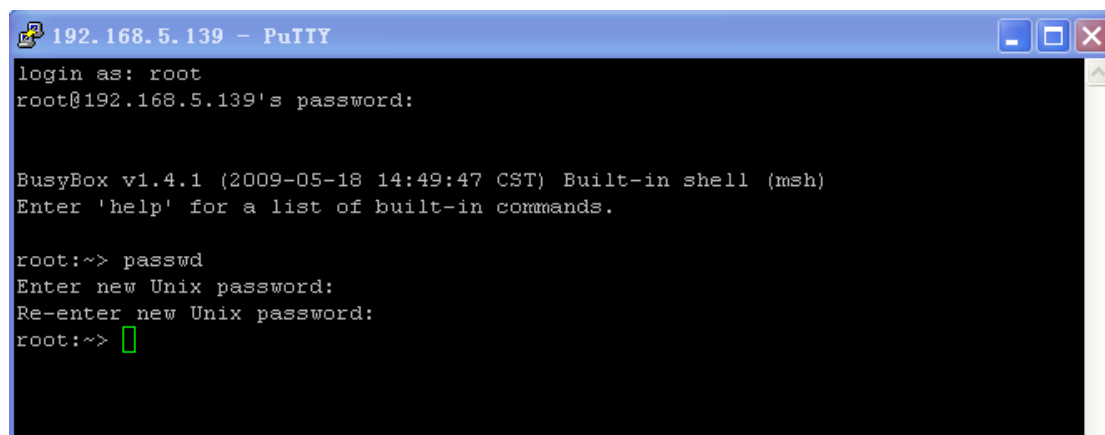 192.168.5.139 - PuTTY
login as: root
root@192.168.5.139's password:
BusyBox v1.4.1 (2009-05-18 14:49:47 CST) Built-in shell (msh)
Enter 'help' for a list of built-in commands.
root:~> passwd
Enter new Unix password:
Re-enter new Unix password:
root:~>